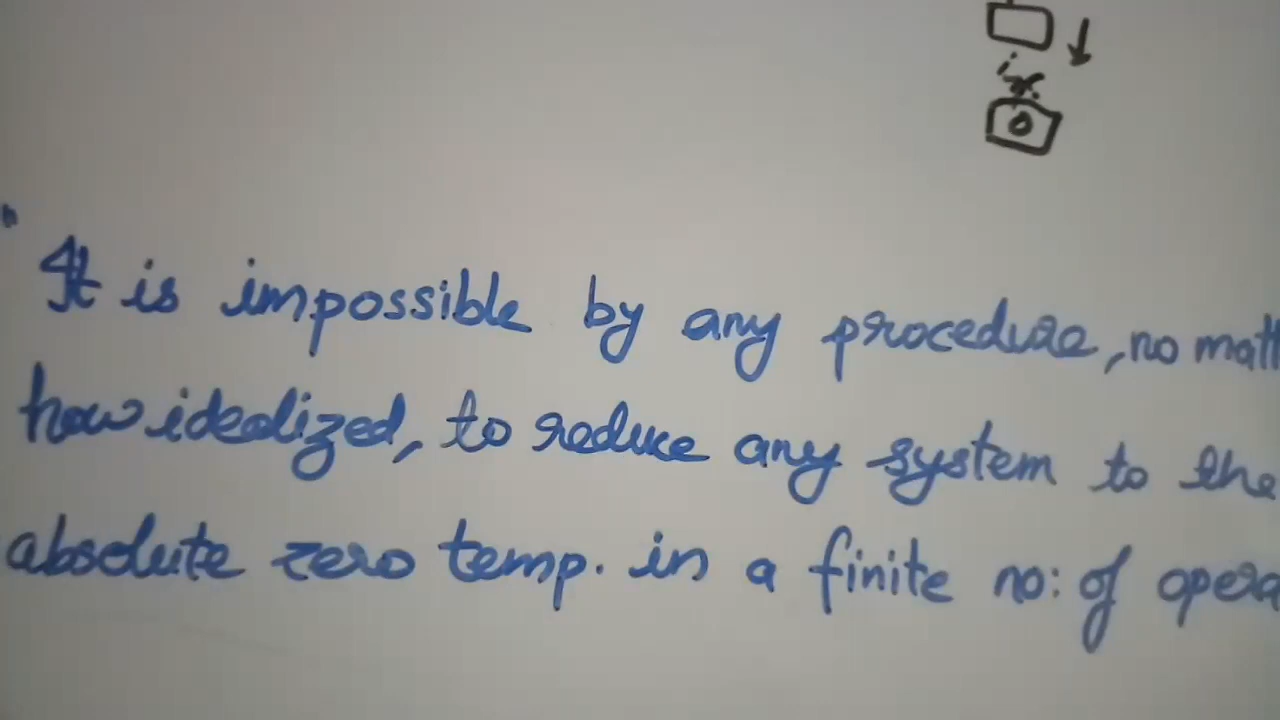 "It is impossible by any procedure, no matt
how idealized, to reduce any system to the
absolute zero temp. in a finite no: of opera